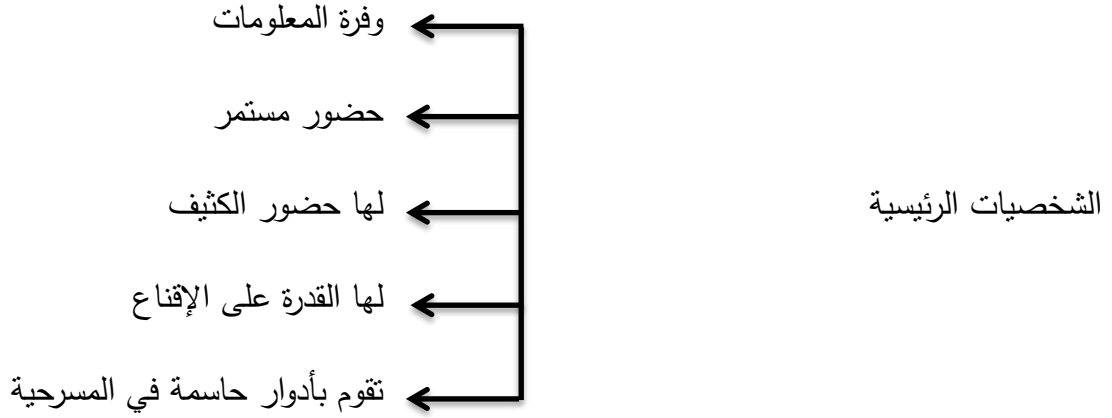 الشخصيات الرئيسية
وفرة المعلومات
حضور مستمر
لها حضور الكثيف
لها القدرة على الإقناع
تقوم بأدوار حاسمة في المسرحية